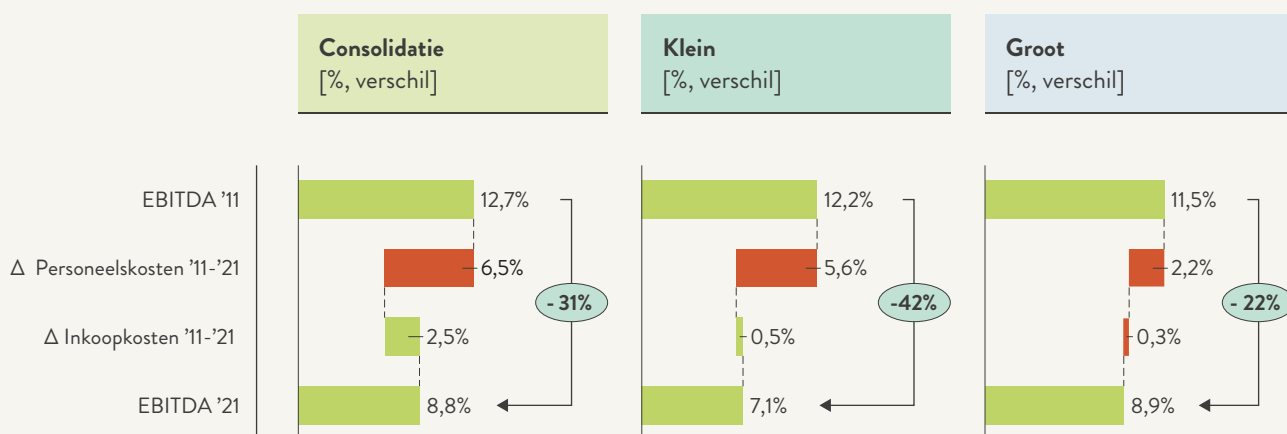 Consolidatie
[%, verschil]
Klein
[%, verschil]
Groot
[%, verschil]
EBITDA ’11
12,7%
12,2%
11,5%
Δ Personeelskosten ’11-’21
6,5%
5,6%
2,2%
- 31%
-42%
- 22%
Δ Inkoopkosten ’11-’21
2,5%
0,5%
0,3%
EBITDA ’21
8,8%
7,1%
8,9%